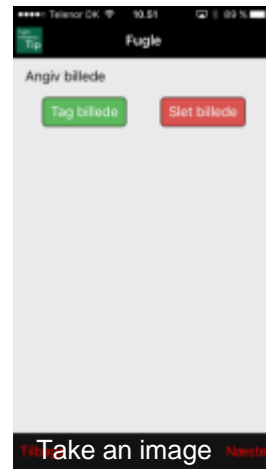 Telenor DK 10.51 89 %
Tip Fugle
Angiv billede
Tag billede Slet billede
Take an image Næste